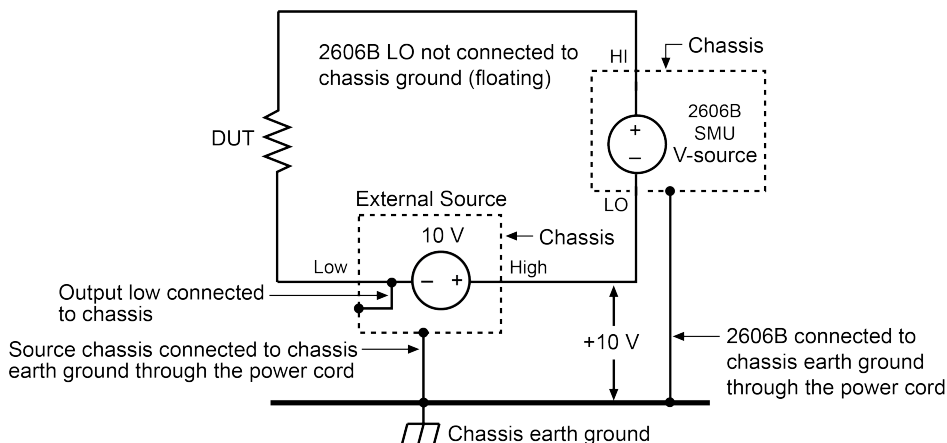 2606B LO not connected to
chassis ground (floating)
HI
Chassis
DUT
2606B
SMU
V-source
+
–
LO
External Source
10 V
Chassis
Low
–
+
High
Output low connected
to chassis
Source chassis connected to chassis
earth ground through the power cord
+10 V
2606B connected to
chassis earth ground
through the power cord
Chassis earth ground